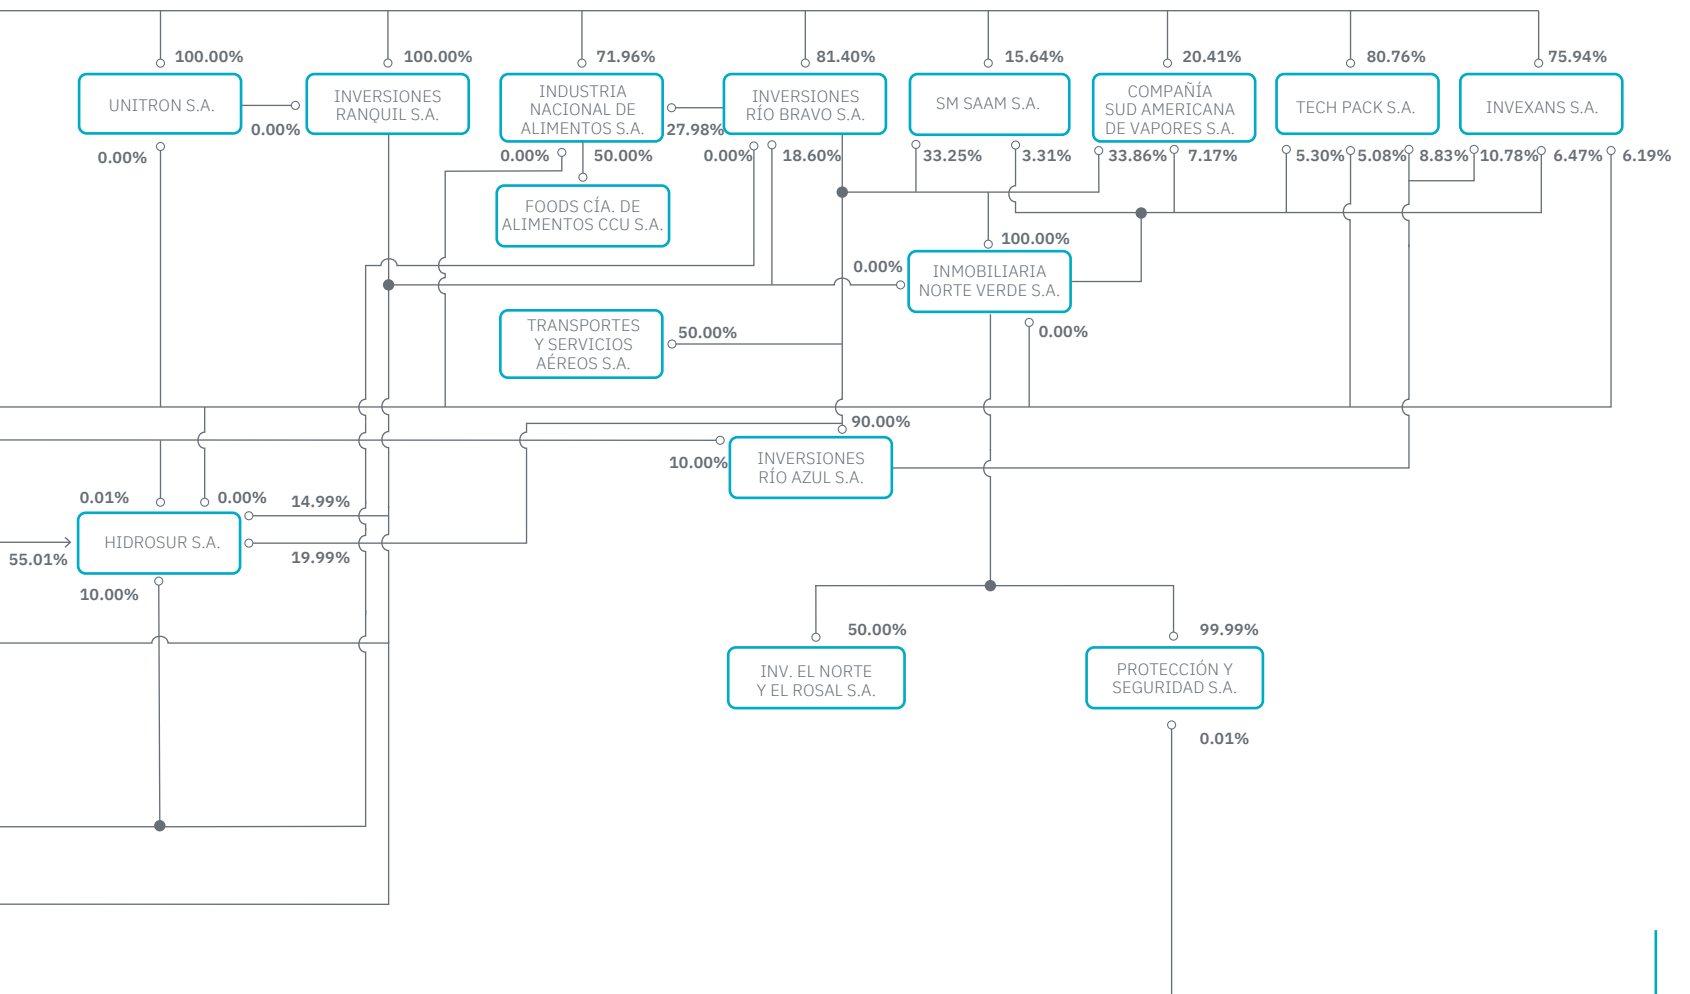 100.00%
100.00%
71.96%
81.40%
15.64%
20.41%
80.76%
75.94%
UNITRON S.A.
INVERSIONES
RANQUIL S.A.
INDUSTRIA
NACIONAL DE
ALIMENTOS S.A.
INVERSIONES
RÍO BRAVO S.A.
SM SAAM S.A.
COMPAÑÍA
SUD AMERICANA
DE VAPORES S.A.
TECH PACK S.A.
INVEXANS S.A.
0.00%
27.98%
0.00%
0.00%
50.00%
0.00%
18.60%
33.25%
3.31%
33.86%
7.17%
5.30%
5.08%
8.83%
10.78%
6.47%
6.19%
FOODS CÍA. DE
ALIMENTOS CCU S.A.
100.00%
0.00%
INMOBILIARIA
NORTE VERDE S.A.
TRANSPORTES
Y SERVICIOS
AÉREOS S.A.
50.00%
0.00%
90.00%
10.00%
INVERSIONES
RÍO AZUL S.A.
0.01%
0.00%
14.99%
HIDROSUR S.A.
55.01%
19.99%
10.00%
50.00%
99.99%
INV. EL NORTE
Y EL ROSAL S.A.
PROTECCIÓN Y
SEGURIDAD S.A.
0.01%